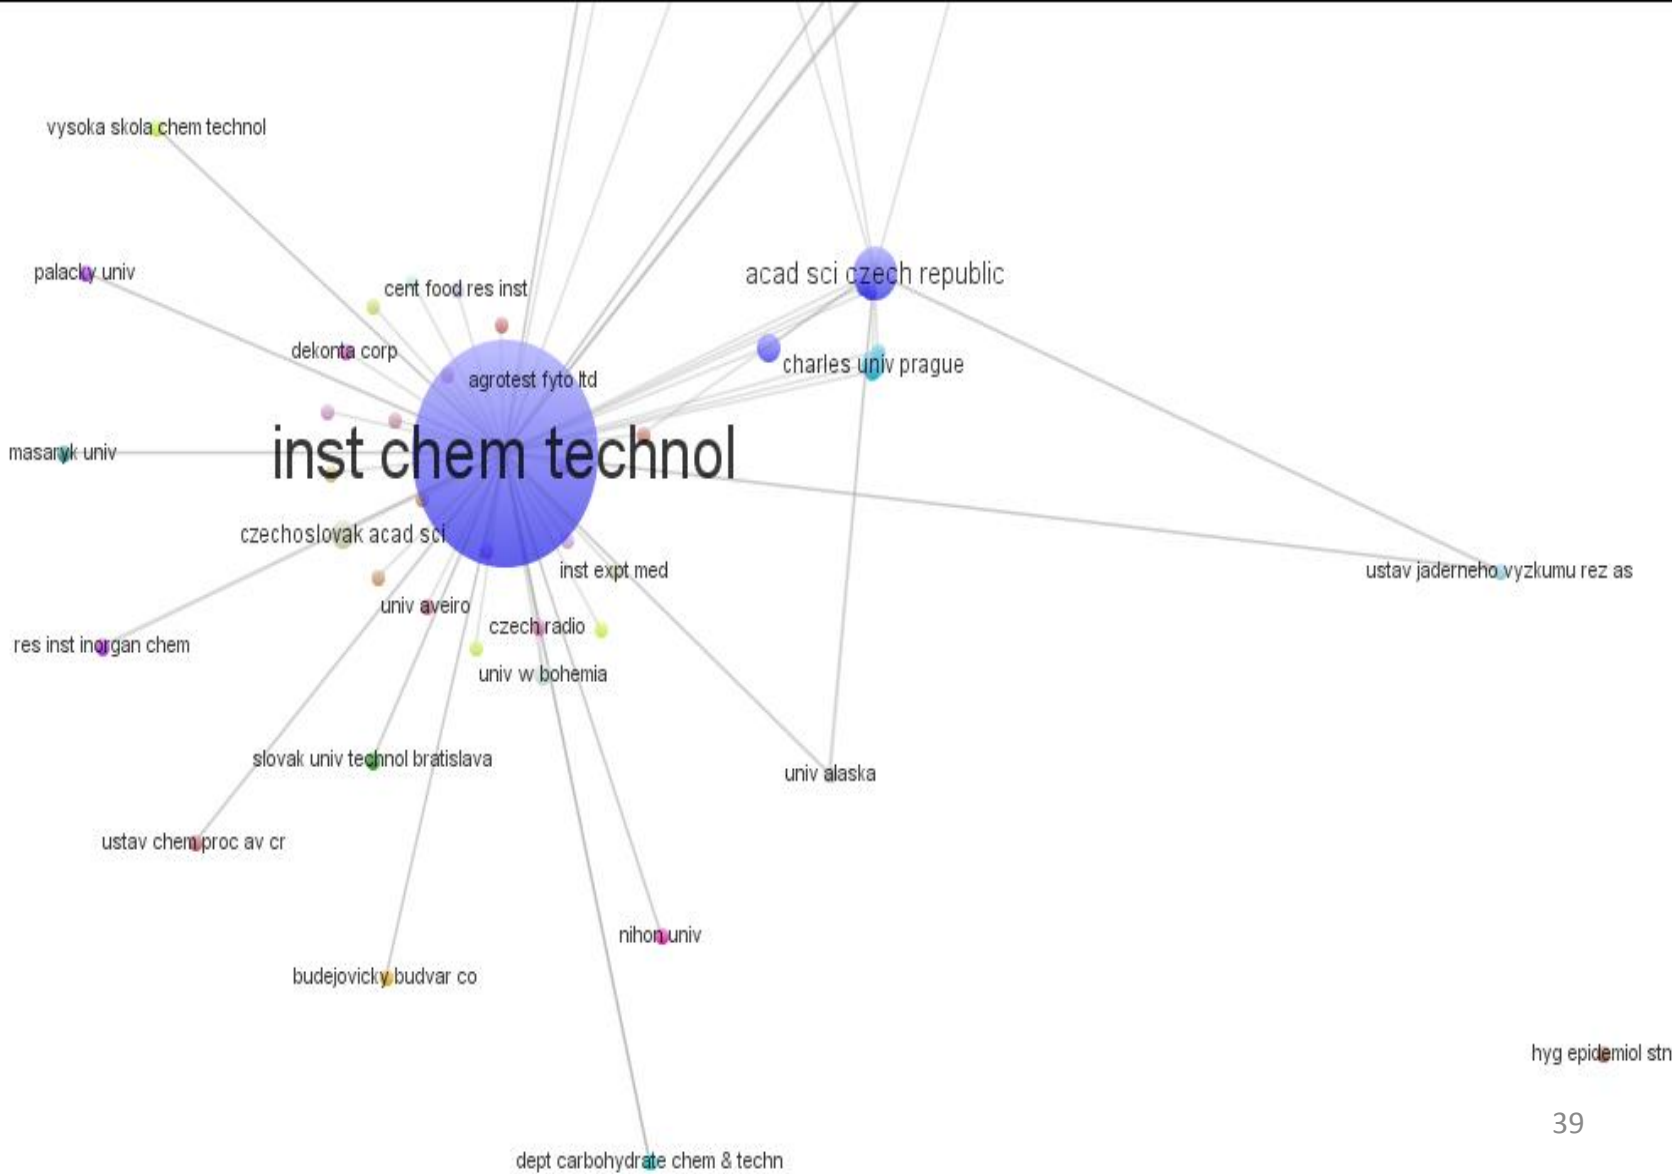 vysoka skola chem technol
palacky univ
acad sci czech republic
cent food res inst
dekonta corp
charles univ prague
agrotest fyto ltd
masaryk univ
inst chem technol
czechoslovak acad sci
inst expt med
ustav jaderneho vyzkumu rez as
univ aveiro
czech radio
res inst inorgan chem
univ w bohemia
slovak univ technol bratislava
univ alaska
ustav chem proc av cr
nihon univ
budejovicky budvar co
hyg epidemiol stn
39
dept carbohydrate chem & techn